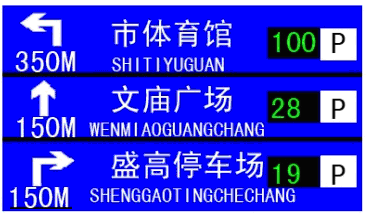 市体育馆 100 P
350M SHITIYUGUAN
文庙广场 28 P
150M WENMIAOGUANGCHANG
盛高停车场 19 P
150M SHENGGAOTINGCHECHANG